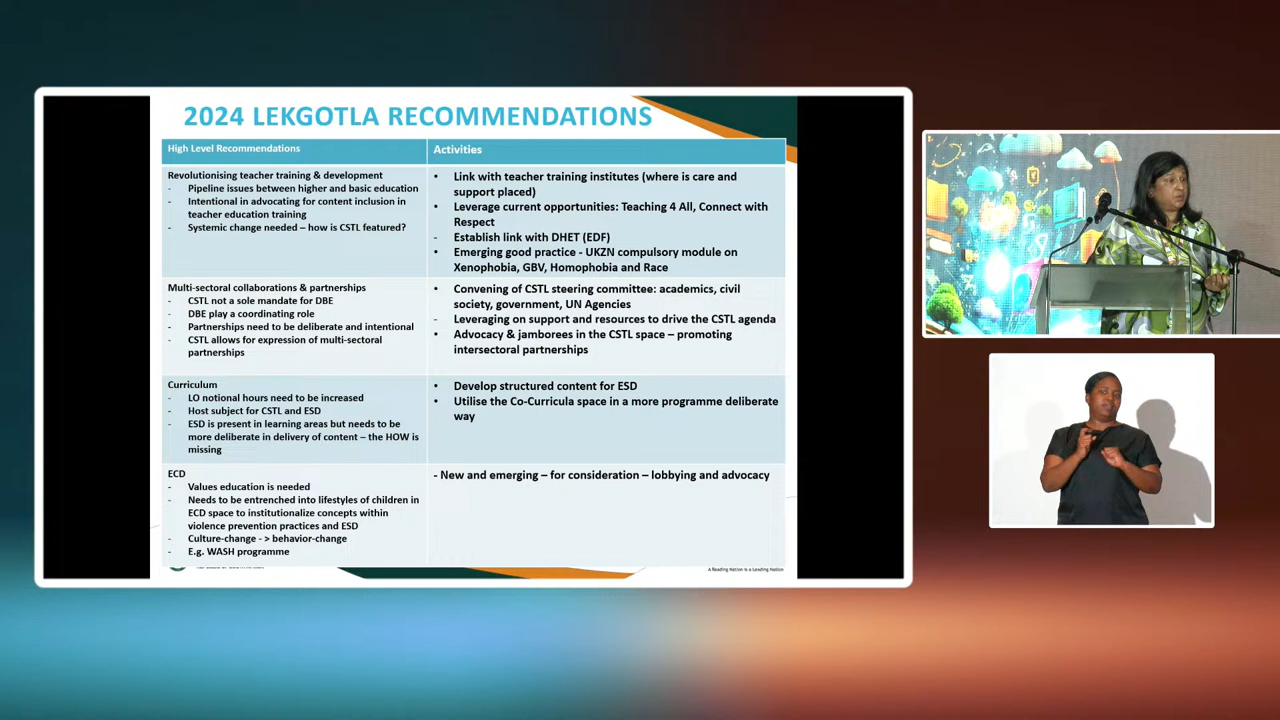 2024 LEKGOTLA RECOMMENDATIONS
High Level Recommendations
Activities
Revolutionising teacher training & development
- Pipeline issues between higher and basic education
- Intentional in advocating for content inclusion in
teacher education training
- Systemic change needed – how is CSTL featured?
• Link with teacher training institutes (where is care and
support placed)
• Leverage current opportunities: Teaching 4 All, Connect with
Respect
- Establish link with DHET (EDF)
• Emerging good practice - UKZN compulsory module on
Xenophobia, GBV, Homophobia and Race
Multi-sectoral collaborations & partnerships
- CSTL not a sole mandate for DBE
- DBE play a coordinating role
- Partnerships need to be deliberate and intentional
- CSTL allows for expression of multi-sectoral
partnerships
• Convening of CSTL steering committee: academics, civil
society, government, UN Agencies
- Leveraging on support and resources to drive the CSTL agenda
• Advocacy & jamborees in the CSTL space – promoting
intersectoral partnerships
Curriculum
- LO notional hours need to be increased
- Host subject for CSTL and ESD
- ESD is present in learning areas but needs to be
more deliberate in delivery of content – the HOW is
missing
• Develop structured content for ESD
• Utilise the Co-Curricula space in a more programme deliberate
way
ECD
- Values education is needed
- Needs to be entrenched into lifestyles of children in
ECD space to institutionalize concepts within
violence prevention practices and ESD
- Culture-change - > behavior-change
- E.g. WASH programme
- New and emerging – for consideration – lobbying and advocacy
A Reading Nation is a Leading Nation